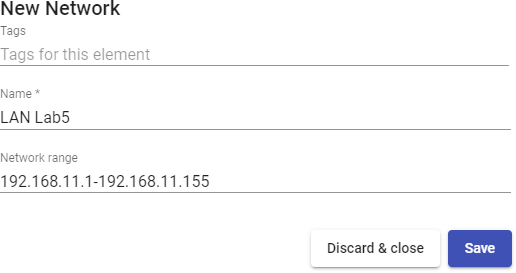 New Network
Tags
Tags for this element
Name *
LAN Lab5
Network range
192.168.11.1-192.168.11.155
Discard & close
Save